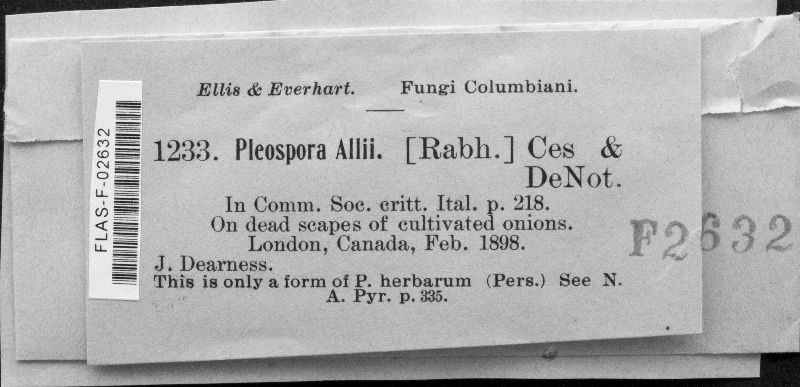 Ellis & Everhart. Fungi Columbiani.
1233. Pleospora Allii. [Rabh.] Ces &
DeNot.
In Comm. Soc. critt. Ital. p. 218.
On dead scapes of cultivated onions.
London, Canada, Feb. 1898.
J. Dearness.
This is only a form of P. herbarum (Pers.) See N.
A. Pyr. p. 335.
FLAS-F-02632
F2632